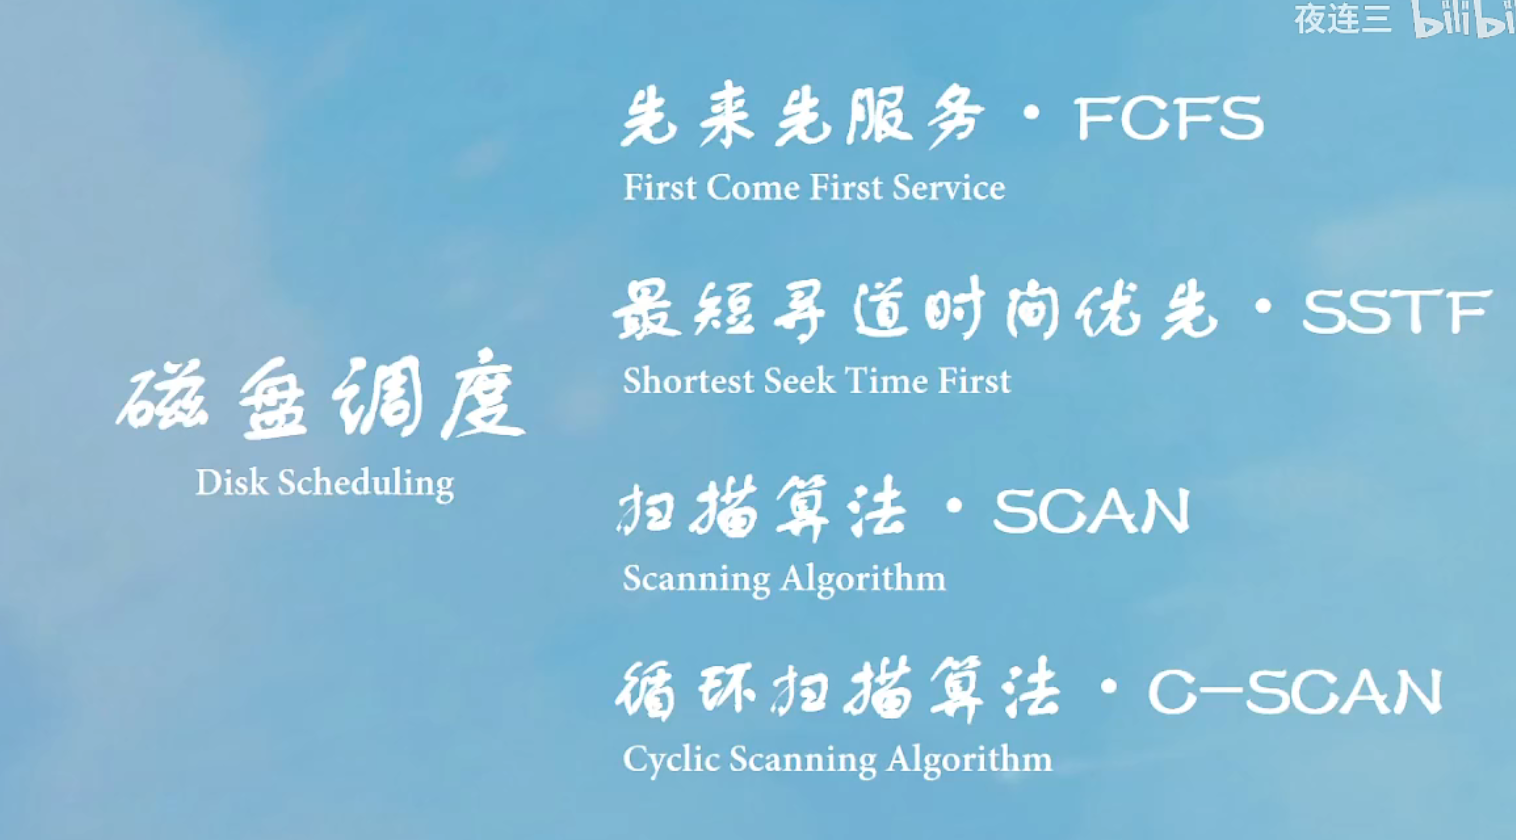 夜连三 bilibi
先来先服务·FCFS
First Come First Service
最短寻道时间优先·SSTF
Shortest Seek Time First
磁盘调度
Disk Scheduling
扫描算法·SCAN
Scanning Algorithm
循环扫描算法·C-SCAN
Cyclic Scanning Algorithm